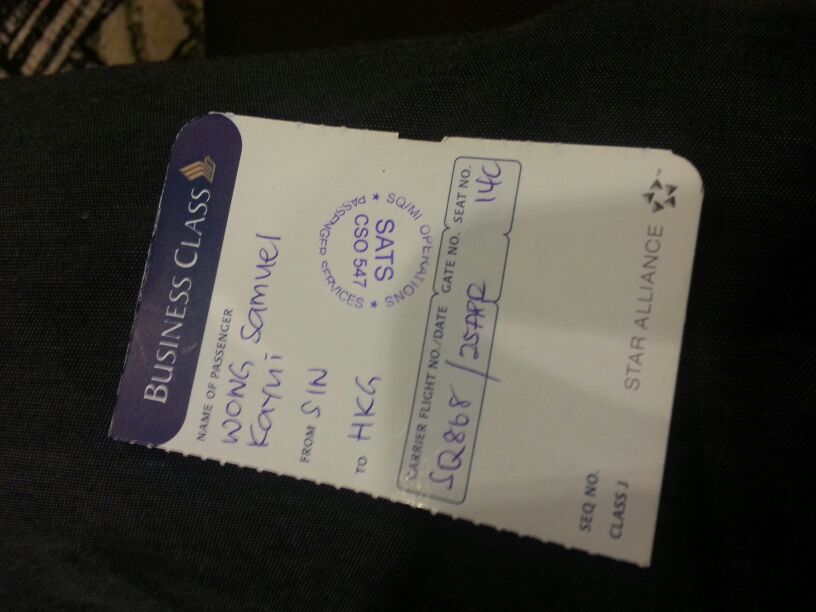 BUSINESS CLASS
NAME OF PASSENGER
WONG Samuel
Kaiyui
FROM SIN
TO HKG
SQ/MI OPERATIONS
SATS
CSO 547
PASSENGER SERVICES
CARRIER FLIGHT NO./DATE GATE NO. SEAT NO.
SQ868 / 25APR 14C
SEQ NO.
CLASS J
STAR ALLIANCE